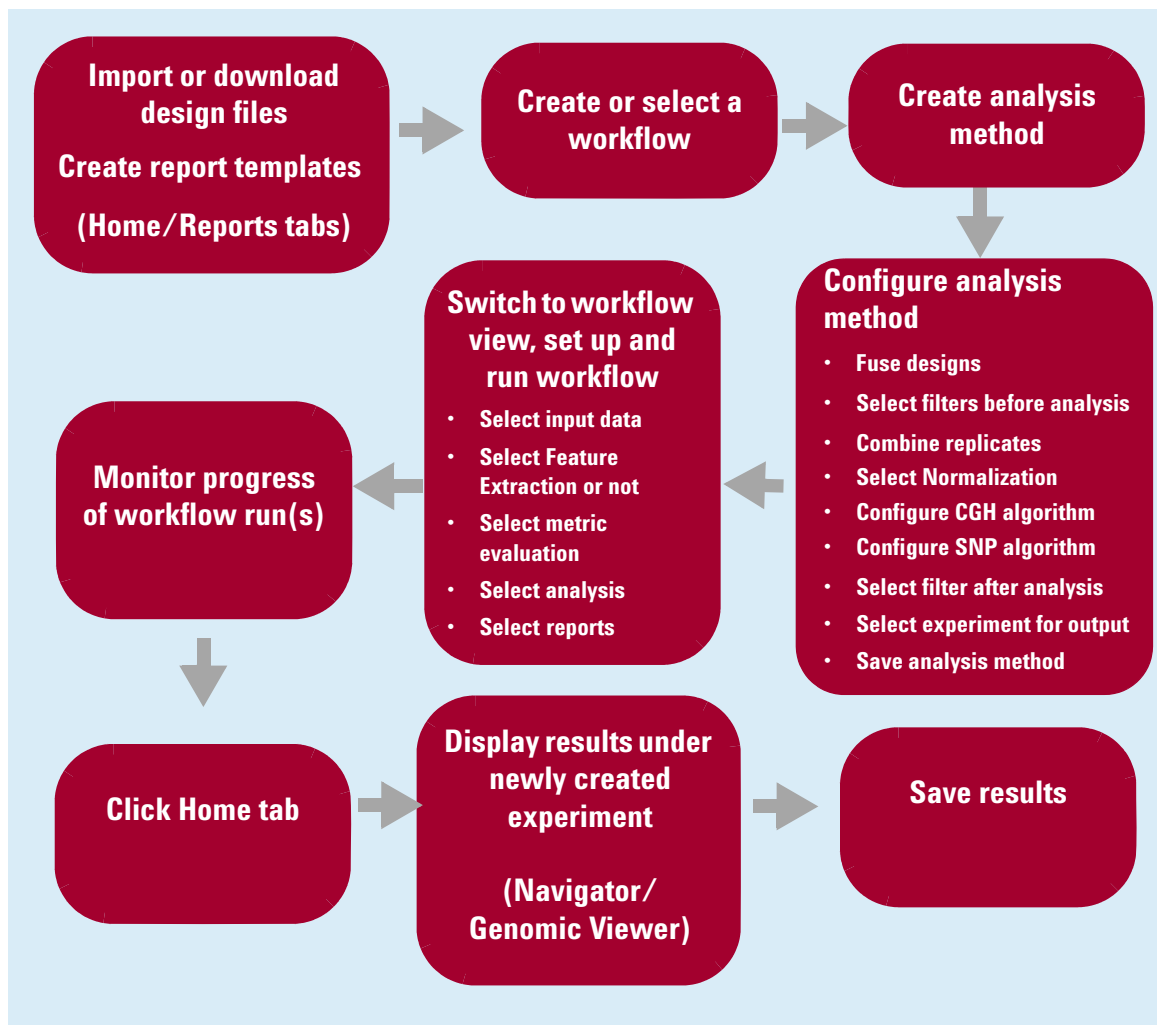 Import or download
design files
Create report templates
(Home/Reports tabs)
Create or select a
workflow
Create analysis
method
Configure analysis
method
• Fuse designs
• Select filters before analysis
• Combine replicates
• Select Normalization
• Configure CGH algorithm
• Configure SNP algorithm
• Select filter after analysis
• Select experiment for output
• Save analysis method
Switch to workflow
view, set up and
run workflow
• Select input data
• Select Feature
Extraction or not
• Select metric
evaluation
• Select analysis
• Select reports
Monitor progress
of workflow run(s)
Click Home tab
Display results under
newly created
experiment
(Navigator/
Genomic Viewer)
Save results